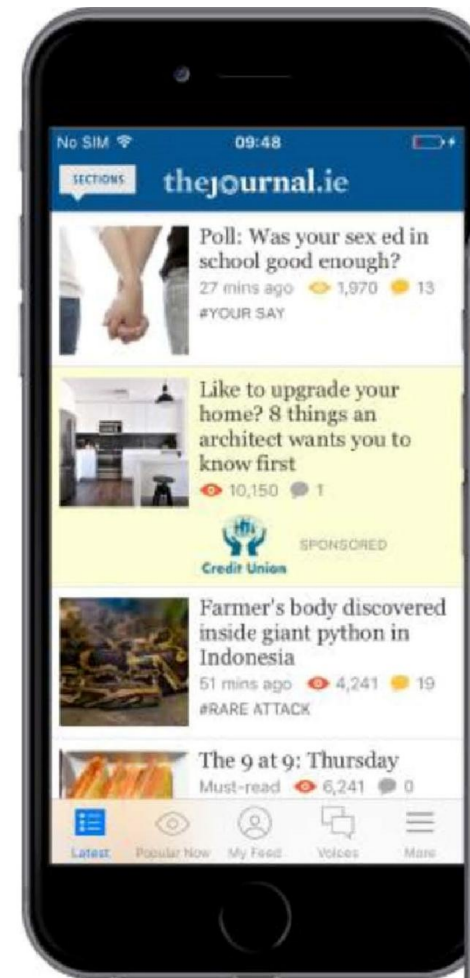 No SIM 09:48
SECTIONS thejournal.ie
Poll: Was your sex ed in
school good enough?
27 mins ago 1,970 13
#YOUR SAY
Like to upgrade your
home? 8 things an
architect wants you to
know first
10,150 1
Credit Union SPONSORED
Farmer's body discovered
inside giant python in
Indonesia
51 mins ago 4,241 19
#RARE ATTACK
The 9 at 9: Thursday
Must-read 6,241 0
Latest Popular Now My Feed Voices More